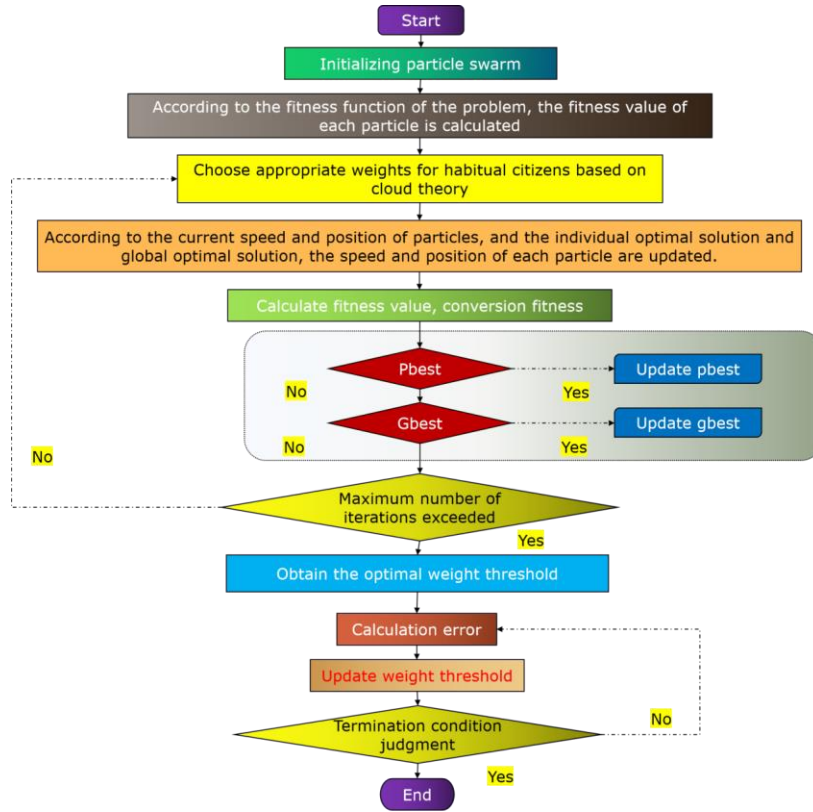 Start
Initializing particle swarm
According to the fitness function of the problem, the fitness value of
each particle is calculated
Choose appropriate weights for habitual citizens based on
cloud theory
According to the current speed and position of particles, and the individual optimal solution and
global optimal solution, the speed and position of each particle are updated.
Calculate fitness value, conversion fitness
Pbest
Update pbest
No
Yes
Gbest
Update gbest
No
Yes
No
Maximum number of
iterations exceeded
Yes
Obtain the optimal weight threshold
Calculation error
Update weight threshold
Termination condition
judgment
No
Yes
End